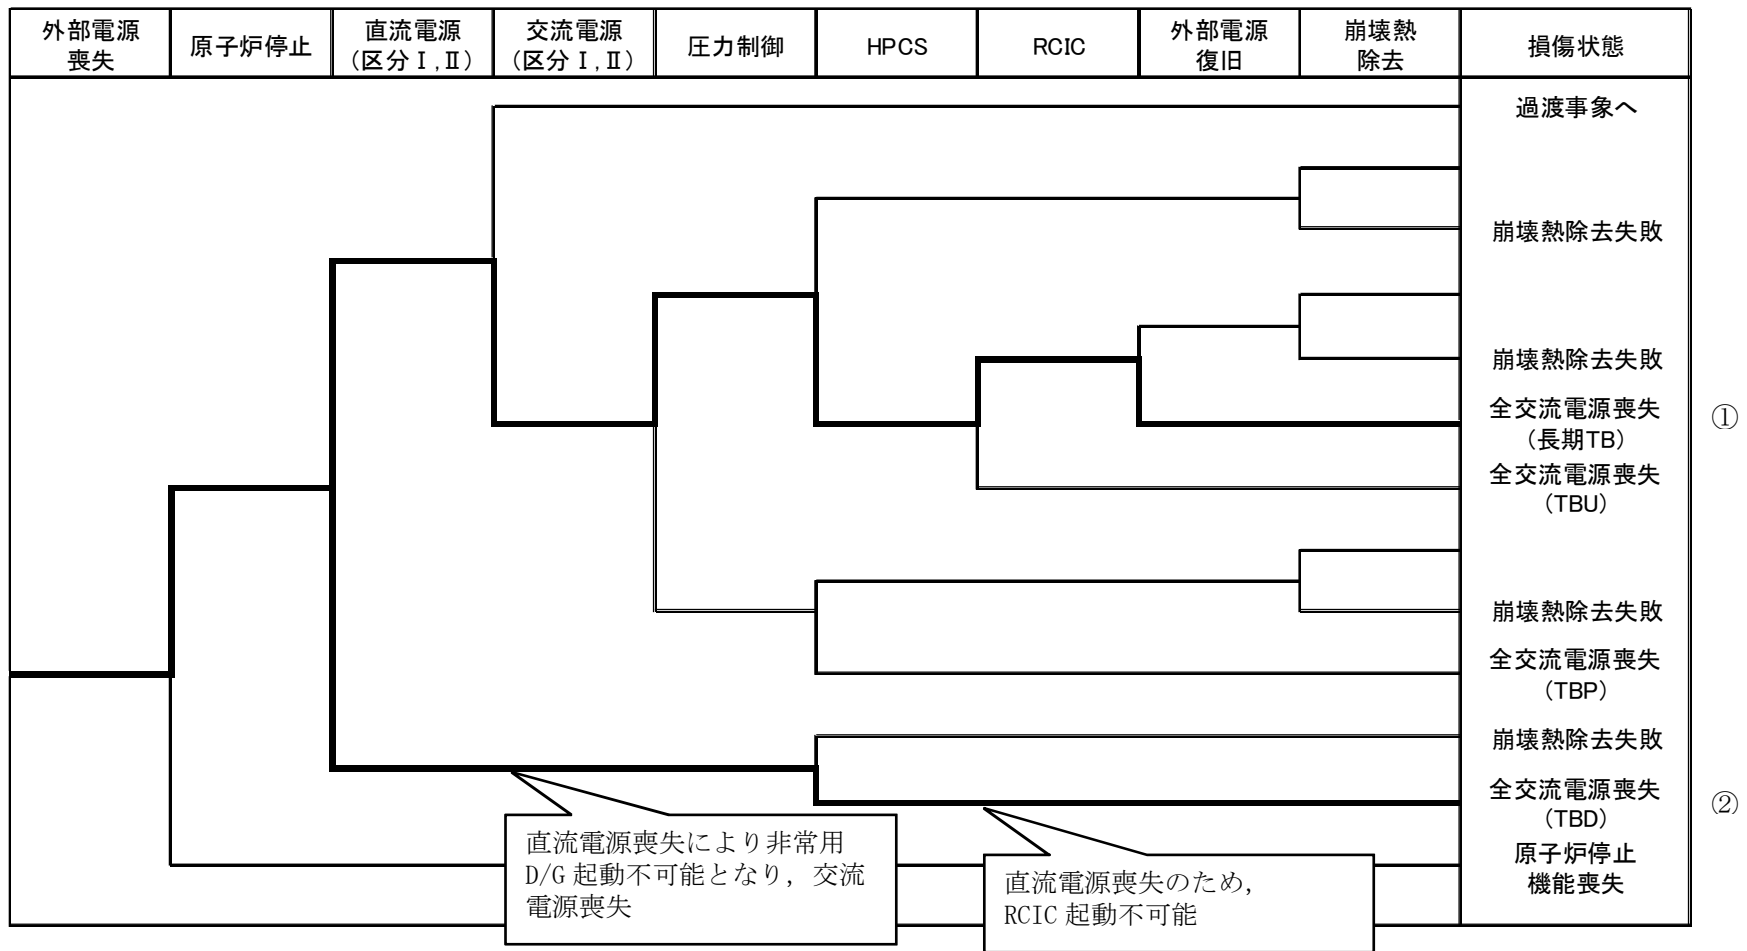 外部電源
喪失
原子炉停止
直流電源
(区分Ⅰ,Ⅱ)
交流電源
(区分Ⅰ,Ⅱ)
圧力制御
HPCS
RCIC
外部電源
復旧
崩壊熱
除去
損傷状態
過渡事象へ
崩壊熱除去失敗
崩壊熱除去失敗
全交流電源喪失
(長期TB)
①
全交流電源喪失
(TBU)
崩壊熱除去失敗
全交流電源喪失
(TBP)
崩壊熱除去失敗
全交流電源喪失
(TBD)
②
原子炉停止
機能喪失
直流電源喪失により非常用
D/G 起動不可能となり，交流
電源喪失
直流電源喪失のため，
RCIC 起動不可能